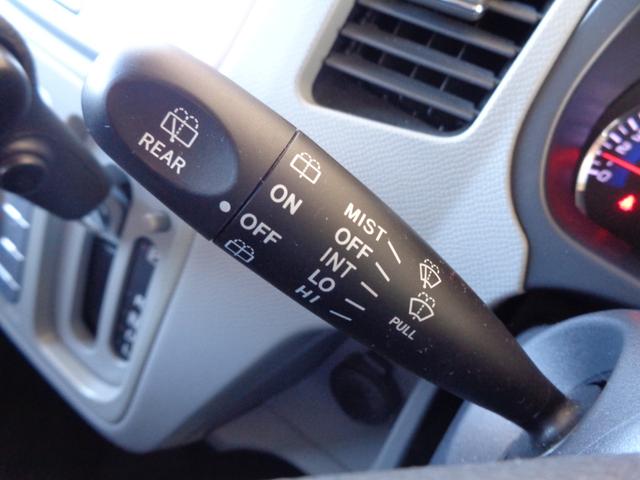 REAR
ON
OFF
MIST
OFF
INT
LO
HI
PULL